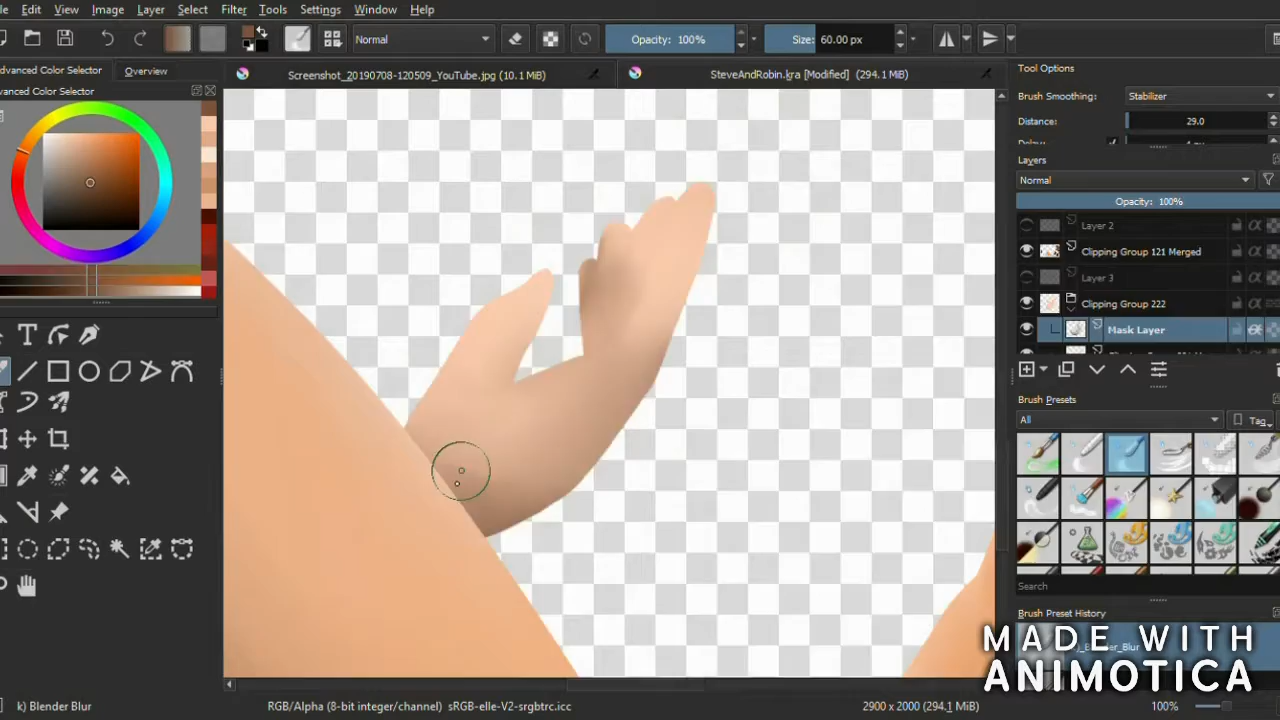 Edit View Image Layer Select Filter Tools Settings Window Help
Normal Opacity: 100% Size: 60.00 px
dvanced Color Selector Overview
Screenshot_20190708-120509_YouTube.jpg (10.1 MiB)
SteveAndRobin.kra [Modified] (294.1 MiB)
dvanced Color Selector
Tool Options
Brush Smoothing: Stabilizer
Distance: 29.0
Layers
Normal
Opacity: 100%
Layer 2
Clipping Group 121 Merged
Layer 3
Clipping Group 222
Mask Layer
Brush Presets
All Tag
Search
Brush Preset History
MADE WITH
ANIMOTICA
k) Blender Blur RGB/Alpha (8-bit integer/channel) sRGB-elle-V2-srgbtrc.icc 2900 x 2000 (294.1 MiB) 100%